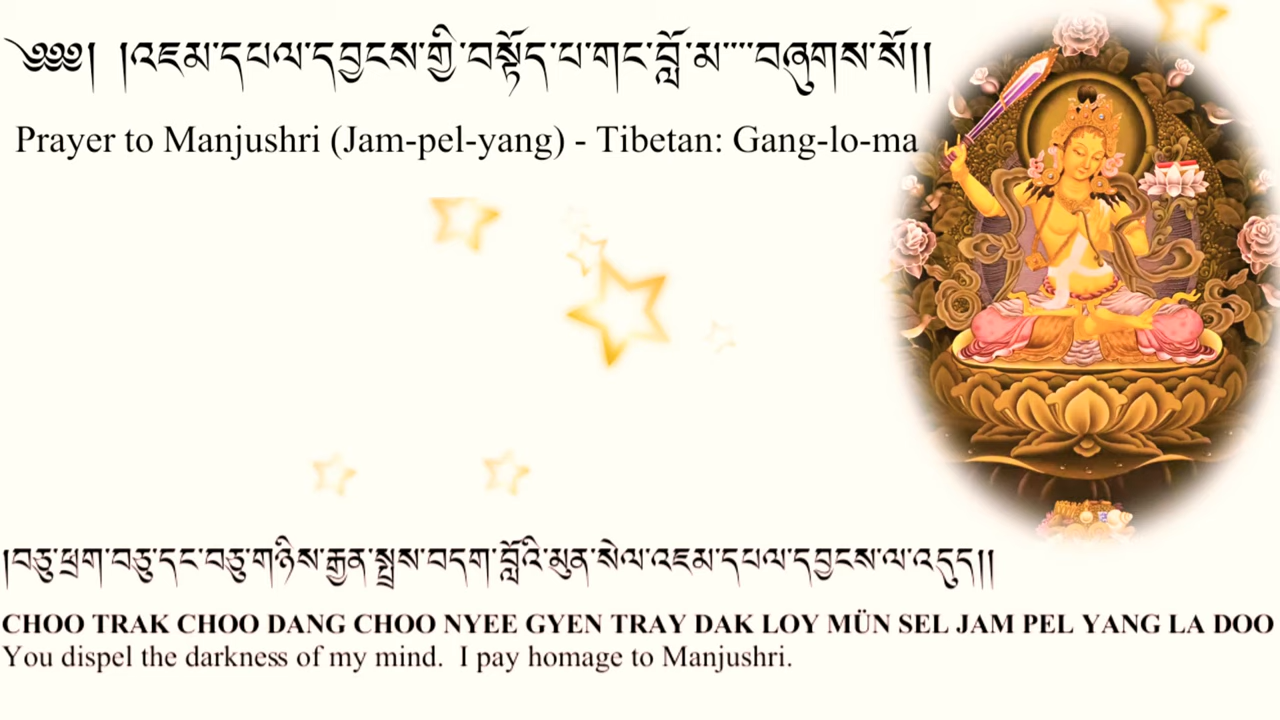 ༄༅༅༅། །འཇམ་དཔལ་དབྱངས་ཀྱི་བསྟོད་པ་གང་བློ་མ་་་་བཞུགས་སོ།།
Prayer to Manjushri (Jam-pel-yang) - Tibetan: Gang-lo-ma
།བཅུ་ཕྲག་བཅུ་དང་བཅུ་གཉིས་རྒྱན་སྤྲས་བདག་བློའི་མུན་སེལ་འཇམ་དཔལ་དབྱངས་ལ་འདུད།།
CHOO TRAK CHOO DANG CHOO NYEE GYEN TRAY DAK LOY MÜN SEL JAM PEL YANG LA DOO
You dispel the darkness of my mind.  I pay homage to Manjushri.